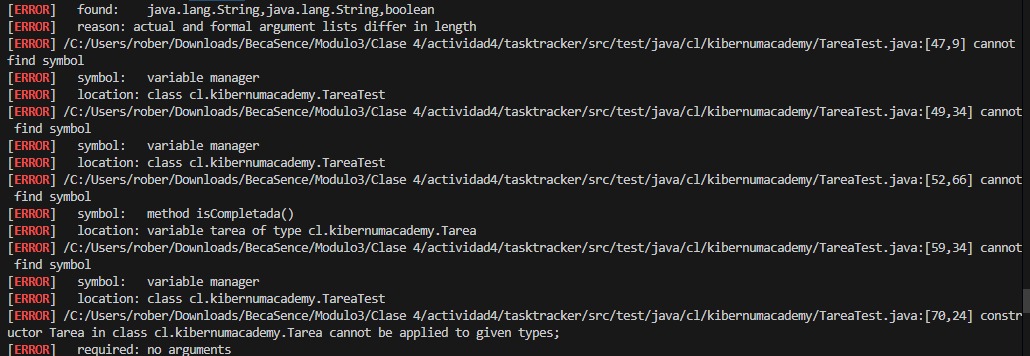 [ERROR]   found:    java.lang.String,java.lang.String,boolean
[ERROR]   reason: actual and formal argument lists differ in length
[ERROR] /C:/Users/rober/Downloads/BecaSence/Modulo3/Clase 4/actividad4/tasktracker/src/test/java/cl/kibernumacademy/TareaTest.java:[47,9] cannot
find symbol
[ERROR]   symbol:   variable manager
[ERROR]   location: class cl.kibernumacademy.TareaTest
[ERROR] /C:/Users/rober/Downloads/BecaSence/Modulo3/Clase 4/actividad4/tasktracker/src/test/java/cl/kibernumacademy/TareaTest.java:[49,34] cannot
 find symbol
[ERROR]   symbol:   variable manager
[ERROR]   location: class cl.kibernumacademy.TareaTest
[ERROR] /C:/Users/rober/Downloads/BecaSence/Modulo3/Clase 4/actividad4/tasktracker/src/test/java/cl/kibernumacademy/TareaTest.java:[52,66] cannot
 find symbol
[ERROR]   symbol:   method isCompletada()
[ERROR]   location: variable tarea of type cl.kibernumacademy.Tarea
[ERROR] /C:/Users/rober/Downloads/BecaSence/Modulo3/Clase 4/actividad4/tasktracker/src/test/java/cl/kibernumacademy/TareaTest.java:[59,34] cannot
 find symbol
[ERROR]   symbol:   variable manager
[ERROR]   location: class cl.kibernumacademy.TareaTest
[ERROR] /C:/Users/rober/Downloads/BecaSence/Modulo3/Clase 4/actividad4/tasktracker/src/test/java/cl/kibernumacademy/TareaTest.java:[70,24] constr
uctor Tarea in class cl.kibernumacademy.Tarea cannot be applied to given types;
[ERROR]   required: no arguments